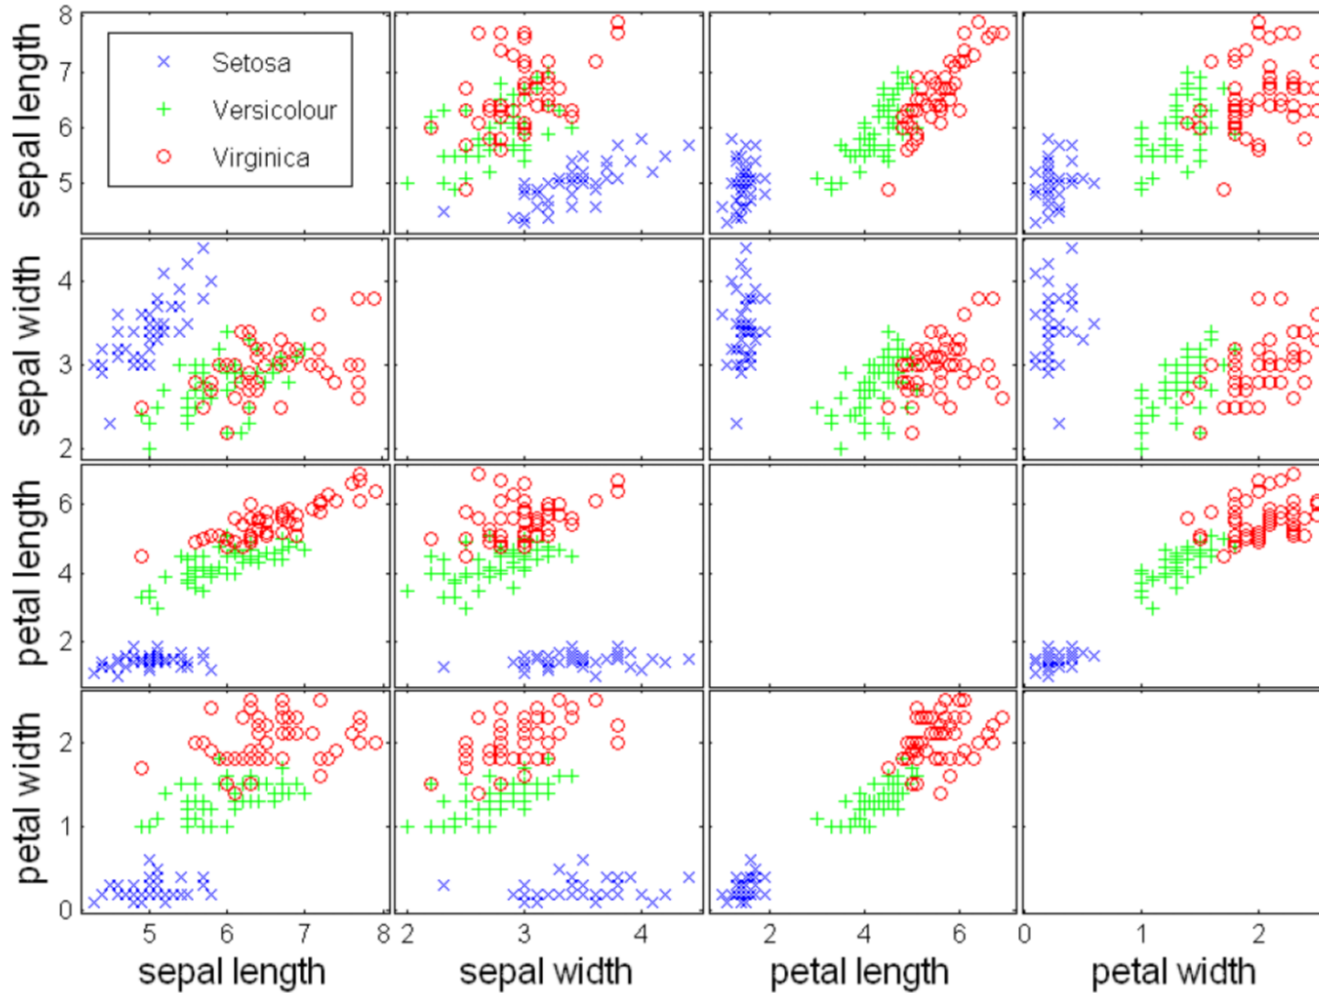 8
7
6
5
sepal length
Setosa
Versicolour
Virginica
4
3
2
sepal width
6
4
2
petal length
2
1
0
petal width
5 6 7 8 2 3 4 2 4 6 0 1 2
sepal length sepal width petal length petal width